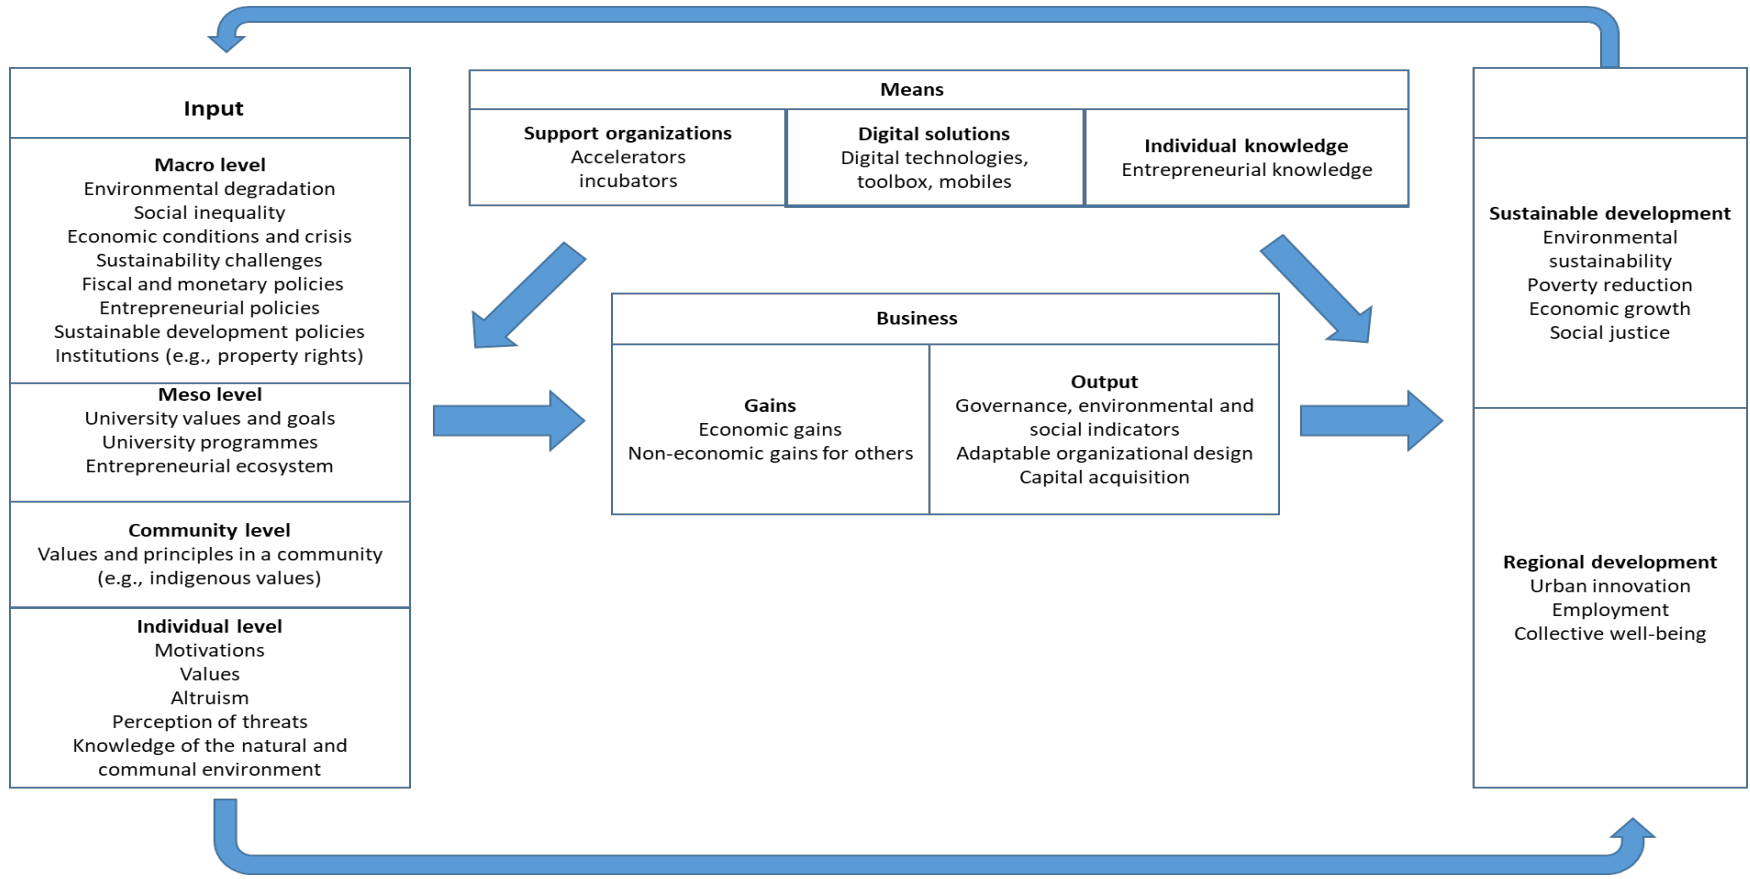 Input
Macro level
Environmental degradation
Social inequality
Economic conditions and crisis
Sustainability challenges
Fiscal and monetary policies
Entrepreneurial policies
Sustainable development policies
Institutions (e.g., property rights)
Meso level
University values and goals
University programmes
Entrepreneurial ecosystem
Community level
Values and principles in a community
(e.g., indigenous values)
Individual level
Motivations
Values
Altruism
Perception of threats
Knowledge of the natural and
communal environment
Means
Support organizations
Accelerators
incubators
Digital solutions
Digital technologies,
toolbox, mobiles
Individual knowledge
Entrepreneurial knowledge
Business
Gains
Economic gains
Non-economic gains for others
Output
Governance, environmental and
social indicators
Adaptable organizational design
Capital acquisition
Sustainable development
Environmental
sustainability
Poverty reduction
Economic growth
Social justice
Regional development
Urban innovation
Employment
Collective well-being